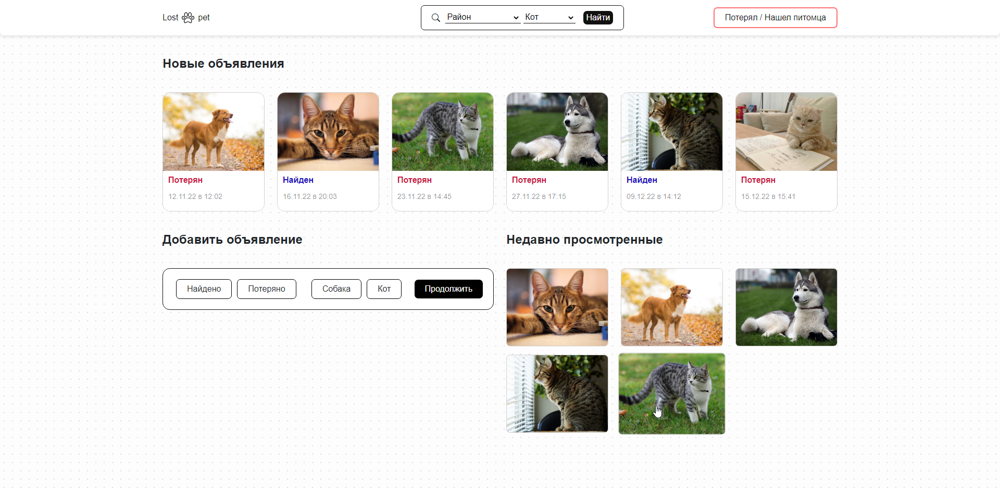 Lost pet
Район
Кот
Найти
Потерял / Нашел питомца
Новые объявления
Потерян
12.11.22 в 12:02
Найден
16.11.22 в 20:03
Потерян
23.11.22 в 14:45
Потерян
27.11.22 в 17:15
Найден
09.12.22 в 14:12
Потерян
15.12.22 в 15:41
Добавить объявление
Найдено
Потеряно
Собака
Кот
Продолжить
Недавно просмотренные